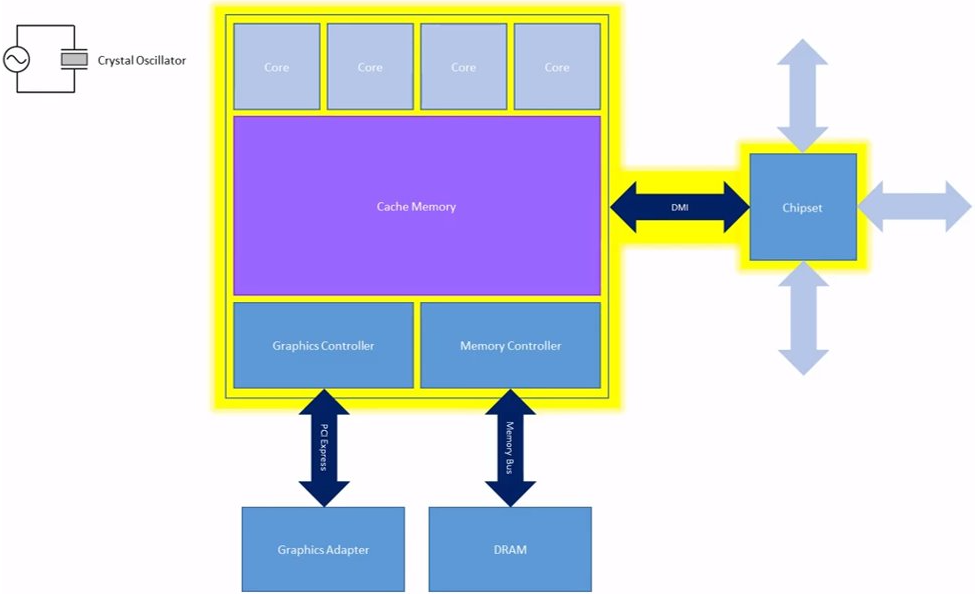 Crystal Oscillator
Core
Core
Core
Core
Cache Memory
DMI
Chipset
Graphics Controller
Memory Controller
PCI Express
Memory Bus
Graphics Adapter
DRAM